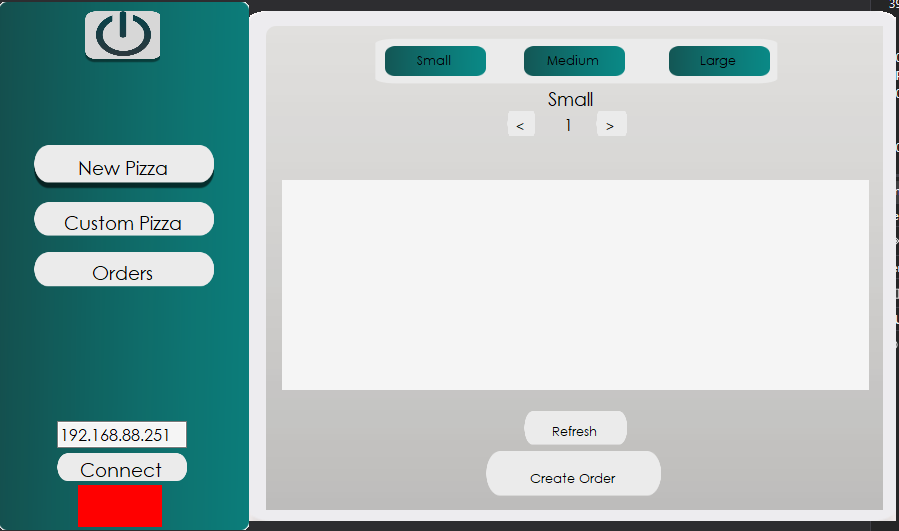 New Pizza
Custom Pizza
Orders
192.168.88.251
Connect
Small Medium Large
Small
< 1 >
Refresh
Create Order